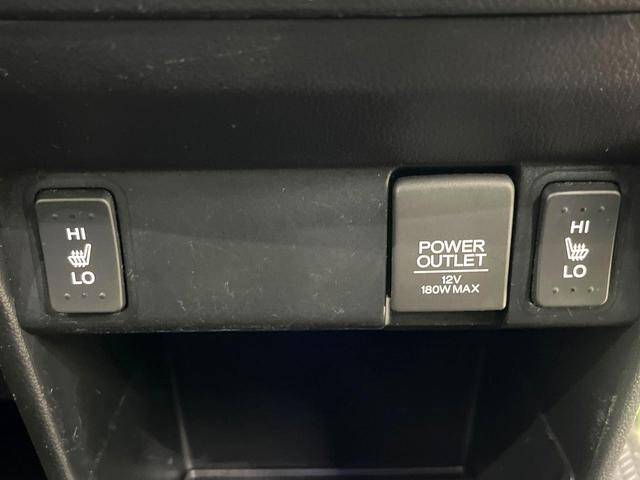 HI
LO
POWER
OUTLET
12V
180W MAX
HI
LO